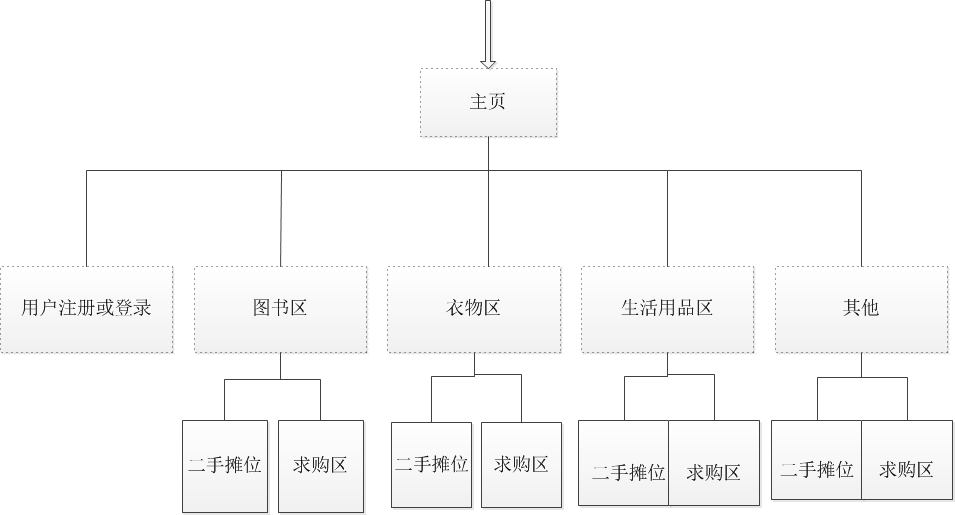 主页
用户注册或登录
图书区
衣物区
生活用品区
其他
二手摊位
求购区
二手摊位
求购区
二手摊位
求购区
二手摊位
求购区